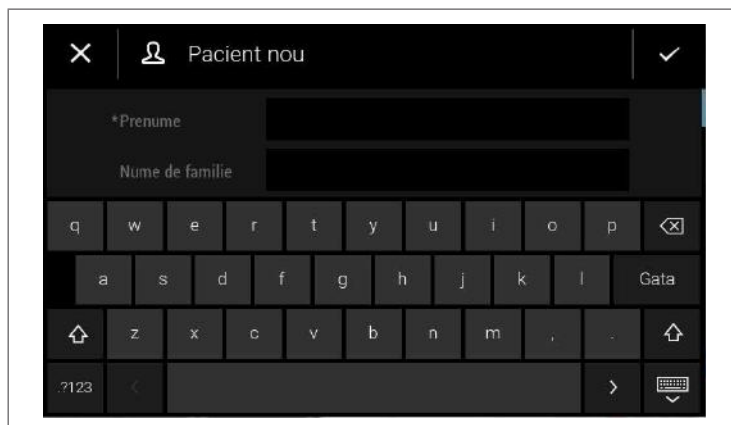 Pacient nou
*Prenume
Nume de familie
q w e r t y u i o p
a s d f g h j k l Gata
z x c v b n m , .
.?123